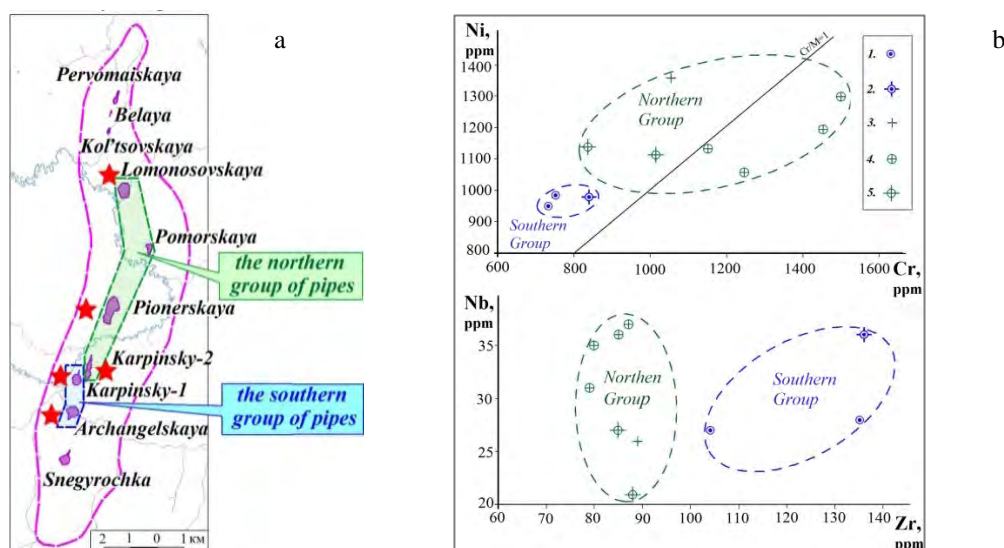 a
Pervomaiskaya
Belaya
Kol'tsovskaya
Lomonosovskaya
Pomorskaya
the northern
group of pipes
Pionerskaya
Karpinsky-2
Karpinsky-1
the southern
group of pipes
Archangelskaya
Snegyrochka
2 0 1 км
b
Ni,
ppm
1400
1300
1200
1100
1000
900
800
Cr/M=1
Northern
Group
Southern
Group
1.
2.
3.
4.
5.
600 800 1000 1200 1400 1600 Cr,
ppm
Nb,
ppm
35
30
25
20
Northen
Group
Southern
Group
60 70 80 90 100 110 120 130 140 Zr,
ppm